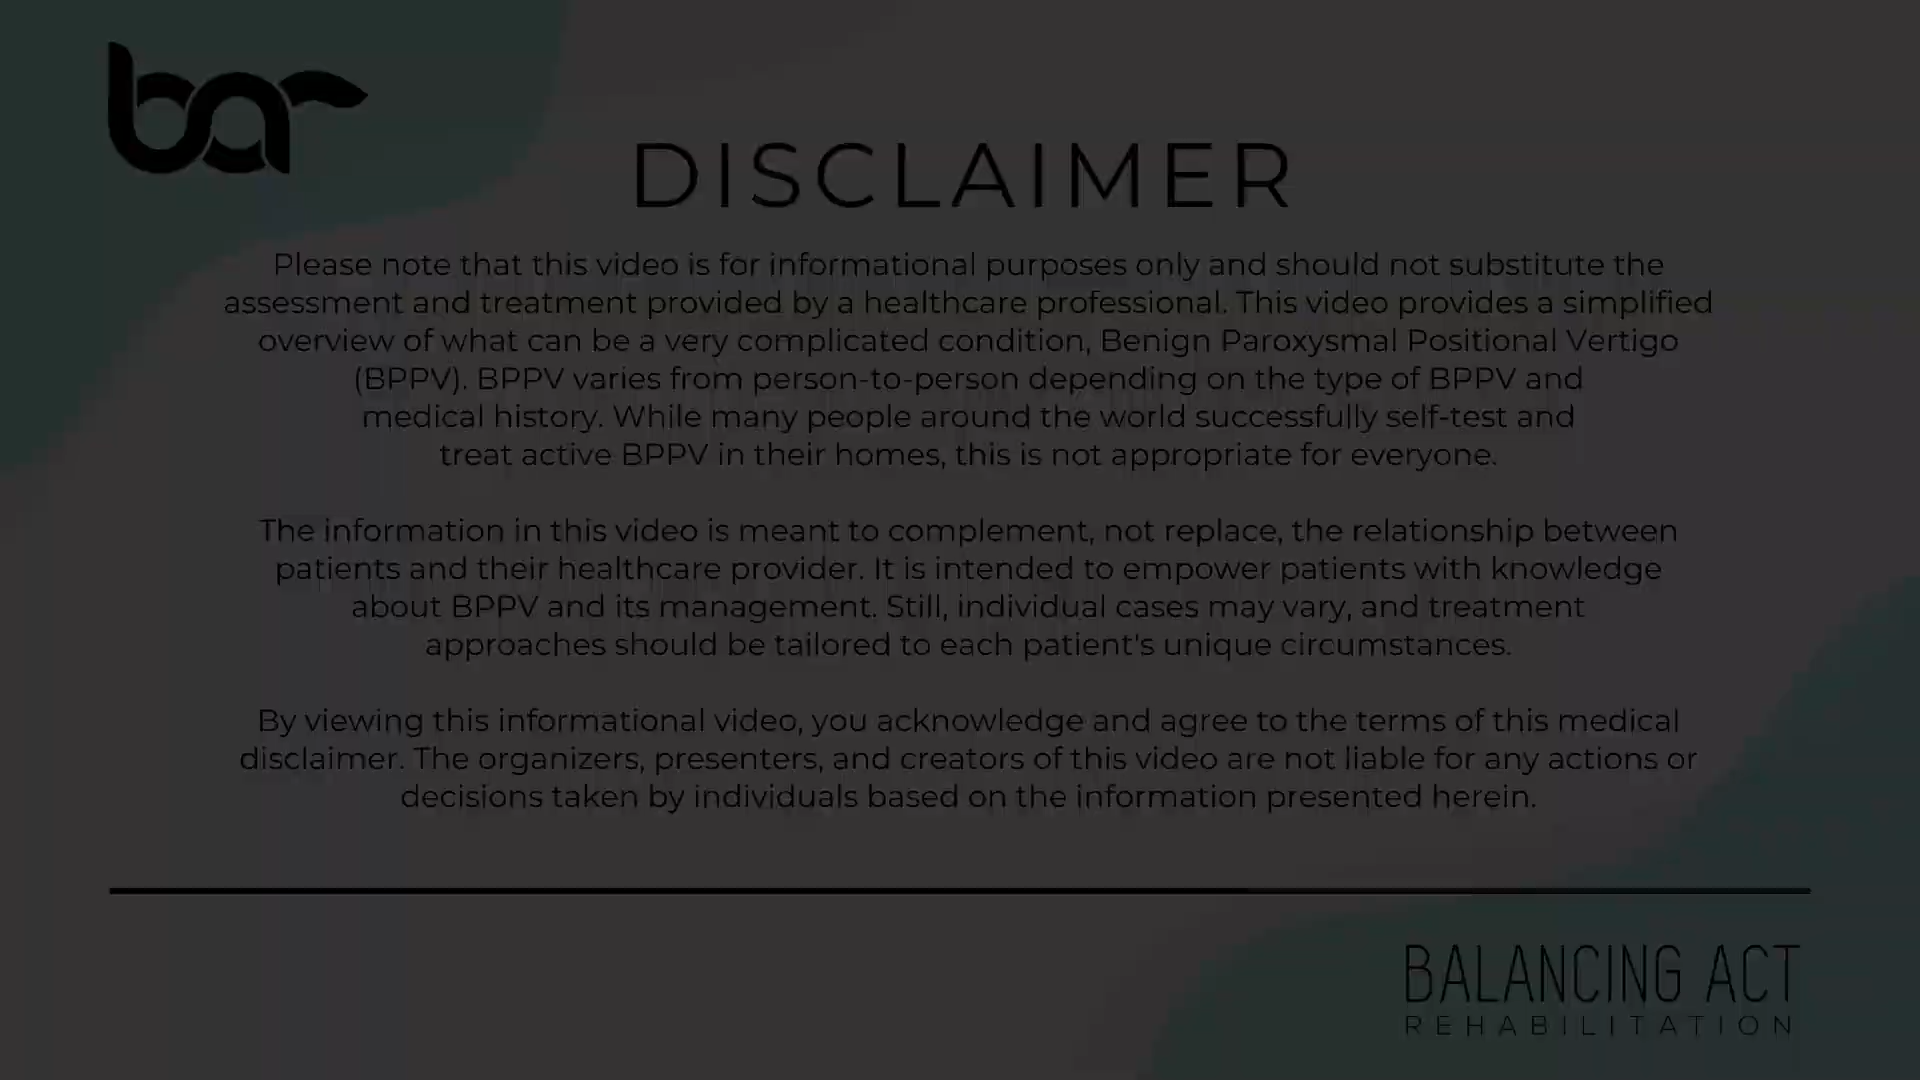 bar
DISCLAIMER
Please note that this video is for informational purposes only and should not substitute the
assessment and treatment provided by a healthcare professional. This video provides a simplified
overview of what can be a very complicated condition, Benign Paroxysmal Positional Vertigo
(BPPV). BPPV varies from person-to-person depending on the type of BPPV and
medical history. While many people around the world successfully self-test and
treat active BPPV in their homes, this is not appropriate for everyone.
The information in this video is meant to complement, not replace, the relationship between
patients and their healthcare provider. It is intended to empower patients with knowledge
about BPPV and its management. Still, individual cases may vary, and treatment
approaches should be tailored to each patient's unique circumstances.
By viewing this informational video, you acknowledge and agree to the terms of this medical
disclaimer. The organizers, presenters, and creators of this video are not liable for any actions or
decisions taken by individuals based on the information presented herein.
BALANCING ACT
REHABILITATION